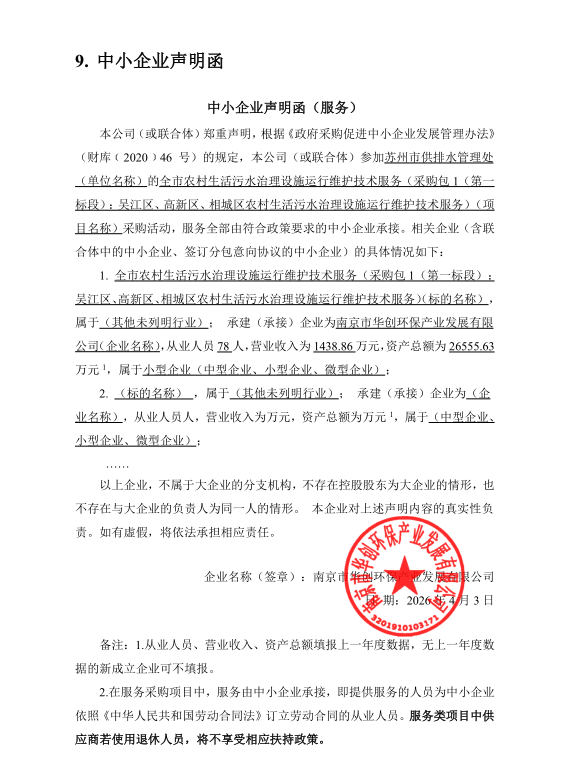 9. 中小企业声明函
中小企业声明函（服务）
本公司（或联合体）郑重声明，根据《政府采购促进中小企业发展管理办法》
（财库﹝2020﹞46 号）的规定，本公司（或联合体）参加苏州市供排水管理处
（单位名称）的全市农村生活污水治理设施运行维护技术服务（采购包 1（第一
标段）；吴江区、高新区、相城区农村生活污水治理设施运行维护技术服务）（项
目名称）采购活动，服务全部由符合政策要求的中小企业承接。相关企业（含联
合体中的中小企业、签订分包意向协议的中小企业）的具体情况如下：
1. 全市农村生活污水治理设施运行维护技术服务（采购包 1（第一标段）；
吴江区、高新区、相城区农村生活污水治理设施运行维护技术服务）（标的名称），
属于（其他未列明行业）； 承建（承接）企业为南京市华创环保产业发展有限
公司（企业名称），从业人员 78 人，营业收入为 1438.86 万元，资产总额为 26555.63
万元 1，属于小型企业（中型企业、小型企业、微型企业）；
2. （标的名称） ，属于（其他未列明行业）； 承建（承接）企业为（企
业名称），从业人员人，营业收入为万元，资产总额为万元 1，属于（中型企业、
小型企业、微型企业）；
……
以上企业，不属于大企业的分支机构，不存在控股股东为大企业的情形，也
不存在与大企业的负责人为同一人的情形。 本企业对上述声明内容的真实性负
责。如有虚假，将依法承担相应责任。
企业名称（签章）：南京市华创环保产业发展有限公司
日期：2026 年 4 月 3 日
南京市华创环保产业发展有限公司
3201910103171
备注：1.从业人员、营业收入、资产总额填报上一年度数据，无上一年度数
据的新成立企业可不填报。
2.在服务采购项目中，服务由中小企业承接，即提供服务的人员为中小企业
依照《中华人民共和国劳动合同法》订立劳动合同的从业人员。服务类项目中供
应商若使用退休人员，将不享受相应扶持政策。